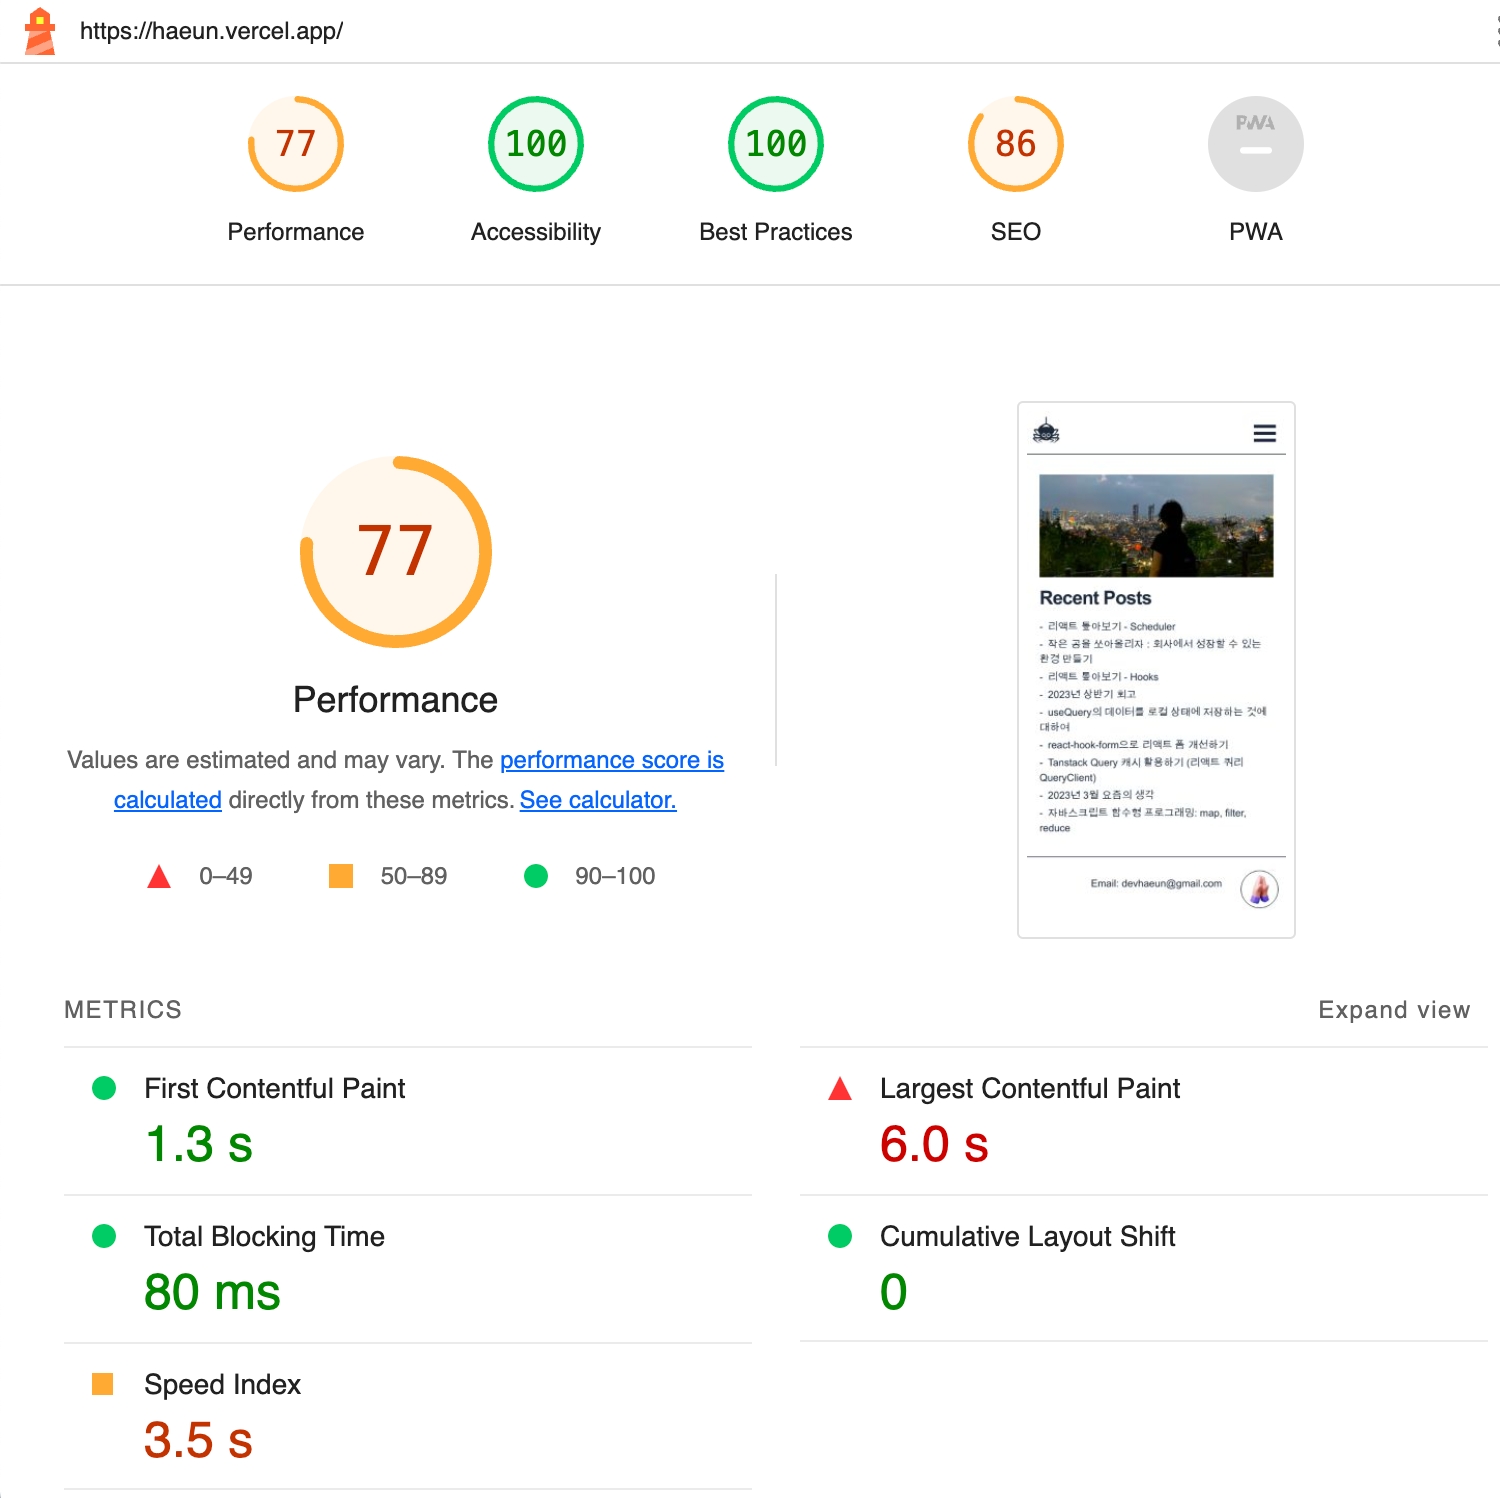 https://haeun.vercel.app/
77
100
100
86
PWA
Performance
Accessibility
Best Practices
SEO
PWA
77
Performance
Values are estimated and may vary. The performance score is
calculated directly from these metrics. See calculator.
0–49
50–89
90–100
Recent Posts
- 리액트 톺아보기 - Scheduler
- 작은 공을 쏘아올리자 : 회사에서 성장할 수 있는
환경 만들기
- 리액트 톺아보기 - Hooks
- 2023년 상반기 회고
- useQuery의 데이터를 로컬 상태에 저장하는 것에
대하여
- react-hook-form으로 리액트 폼 개선하기
- Tanstack Query 캐시 활용하기 (리액트 쿼리
QueryClient)
- 2023년 3월 요즘의 생각
- 자바스크립트 함수형 프로그래밍: map, filter,
reduce
Email: devhaeun@gmail.com
METRICS
Expand view
First Contentful Paint
1.3 s
Largest Contentful Paint
6.0 s
Total Blocking Time
80 ms
Cumulative Layout Shift
0
Speed Index
3.5 s